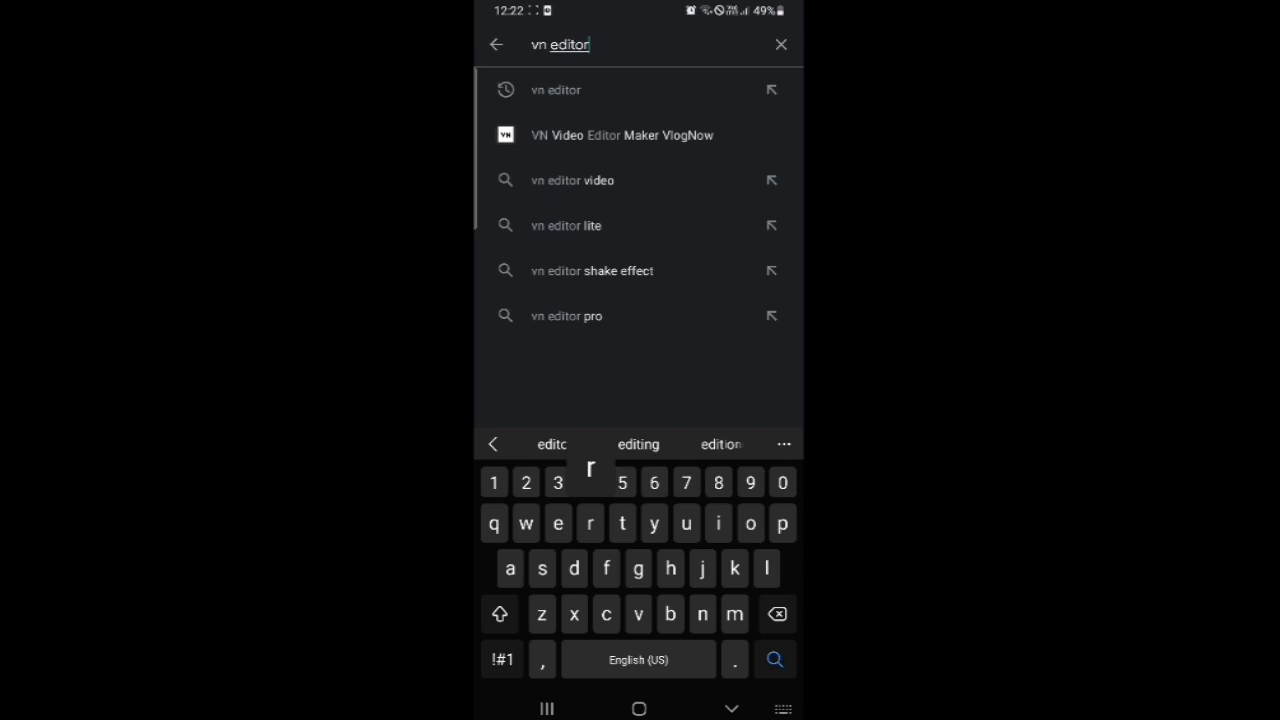 12:22
49%
vn editor
vn editor
VN
VN Video Editor Maker VlogNow
vn editor video
vn editor lite
vn editor shake effect
vn editor pro
editc editing edition
r
1 2 3 5 6 7 8 9 0
q w e r t y u i o p
a s d f g h j k l
z x c v b n m
!#1 , English (US) .